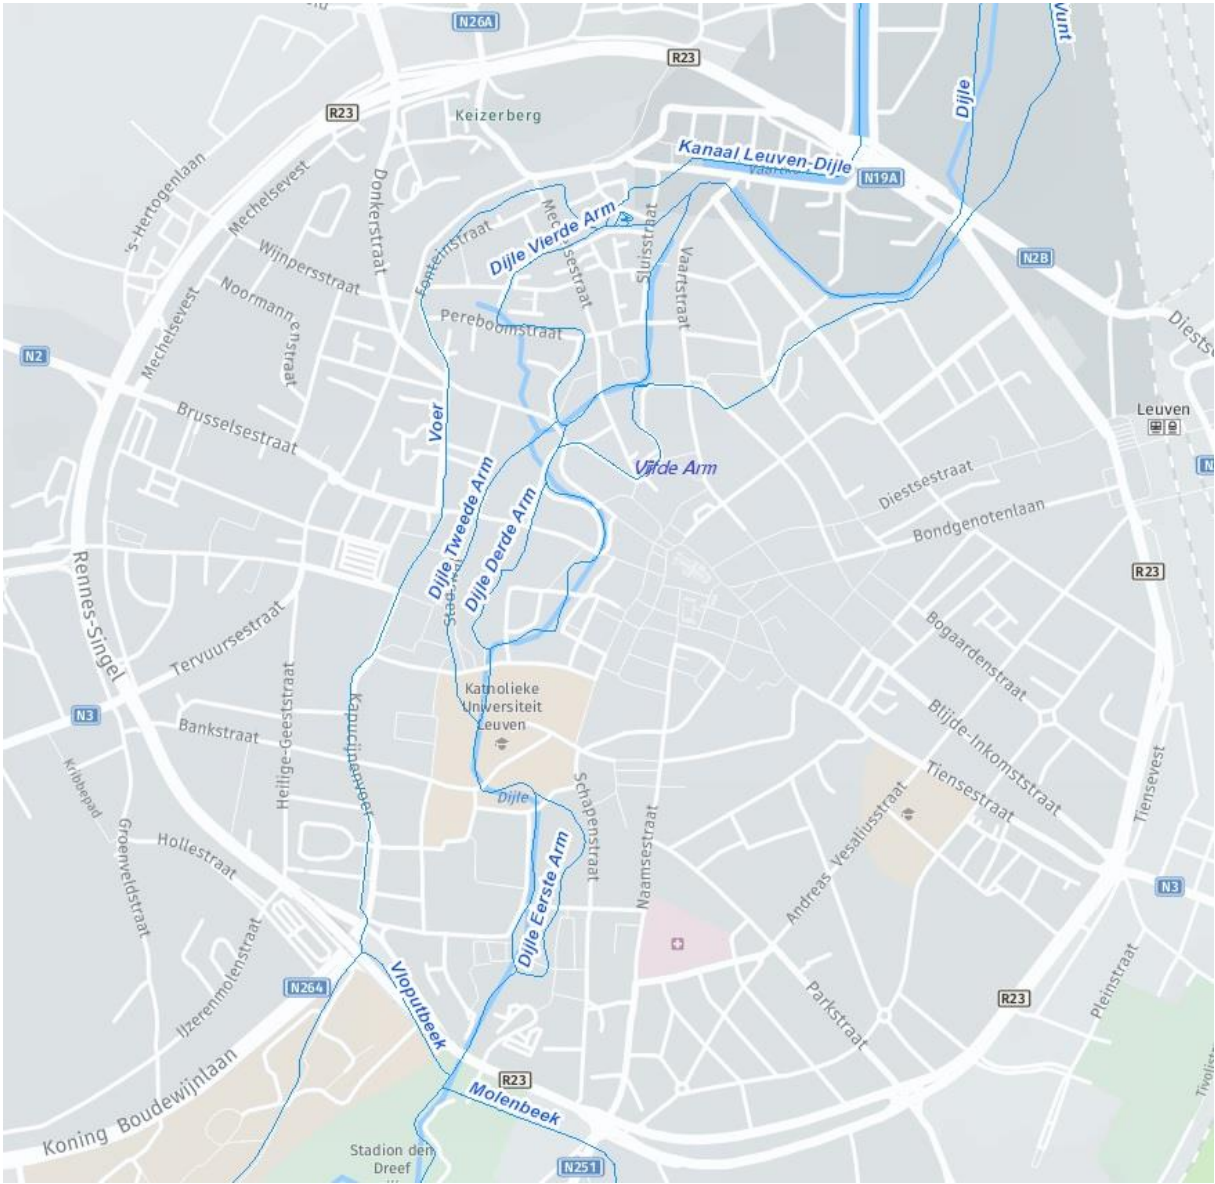 N26A
Vunt
R23
R23
Dijle
Keizerberg
Kanaal Leuven-Dijle
N19A
's-Hertogenlaan
Mechelsevest
Donkerstraat
Dijle Vierde Arm
Sluisstraat
Vaartstraat
Fonteinstraat
Wijnpersstraat
N2B
Noormannenstraat
Mechelsevest
Pereboomstraat
Diests
N2
Brusselsestraat
Voer
Leuven
Dijle Tweede Arm
Dijle Derde Arm
Arm
Diestsestraat
Bondgenotenlaan
N
Rennes-Singel
R23
Tervuursestraat
Bogaardenstraat
Katholieke
Universiteit
Leuven
N3
Bankstraat
Heilige-Geeststraat
Kapucijnenvoer
Blijde-Inkomststraat
Tiensestraat
Tiensevest
Kribbepad
Dijle
Schapenstraat
Naamsestraat
Andreas Vesaliusstraat
Groenveldstraat
Hollestraat
Dijle Eerste Arm
N3
IJzerenmolenstraat
N264
Vloputbeek
Parkstraat
R23
Pleinstraat
Koning Boudewijnlaan
R23
Molenbeek
Stadion den
Dreef
N251